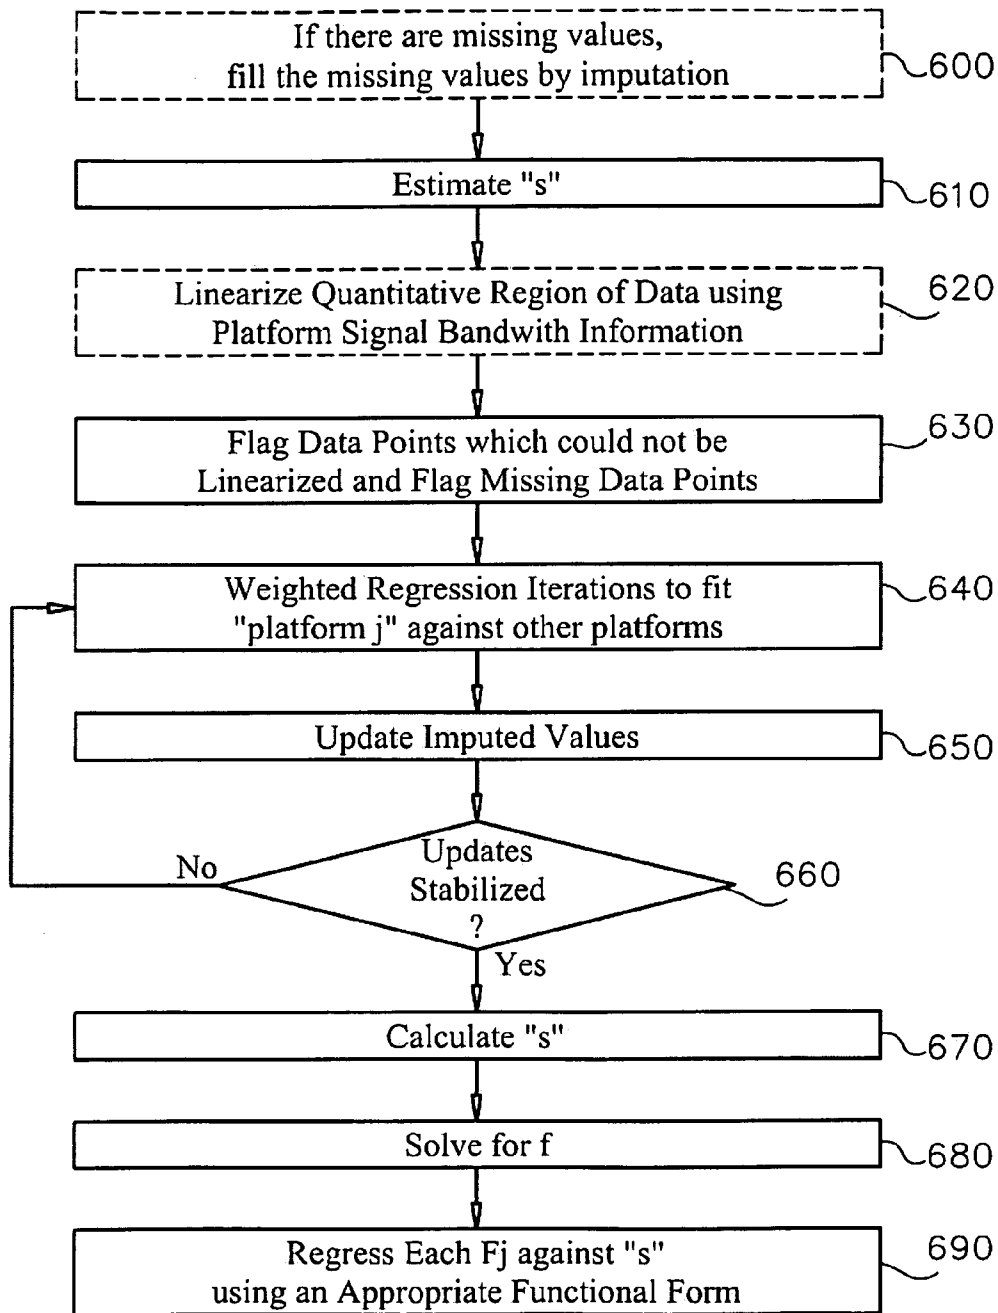 If there are missing values,
fill the missing values by imputation
600
Estimate "s"
610
Linearize Quantitative Region of Data using
Platform Signal Bandwith Information
620
Flag Data Points which could not be
Linearized and Flag Missing Data Points
630
Weighted Regression Iterations to fit
"platform j" against other platforms
640
Update Imputed Values
650
Updates
Stabilized
?
660
No
Yes
Calculate "s"
670
Solve for f
680
Regress Each Fj against "s"
using an Appropriate Functional Form
690